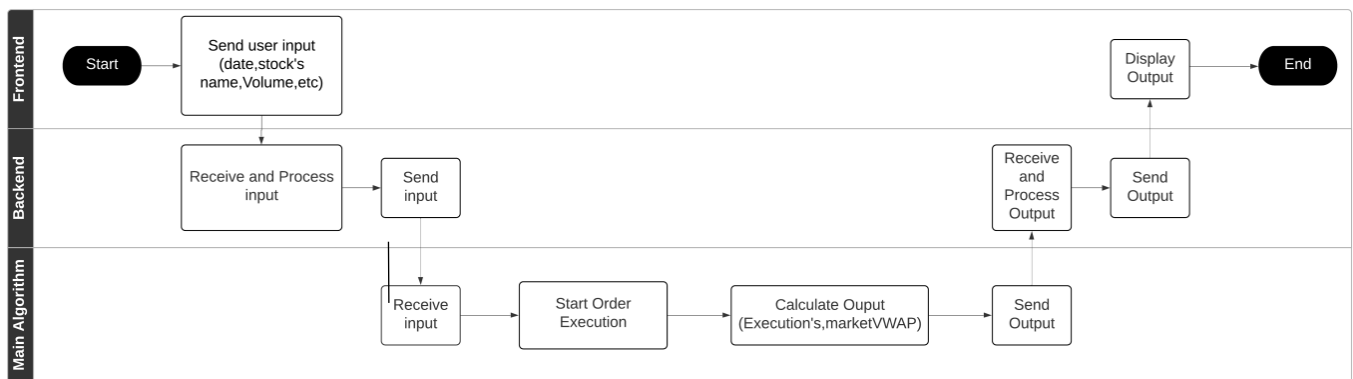 Frontend
Start
Send user input
(date,stock's
name,Volume,etc)
Display
Output
End
Backend
Receive and Process
input
Send
input
Receive
and
Process
Output
Send
Output
Main Algorithm
Receive
input
Start Order
Execution
Calculate Ouput
(Execution's,marketVWAP)
Send
Output